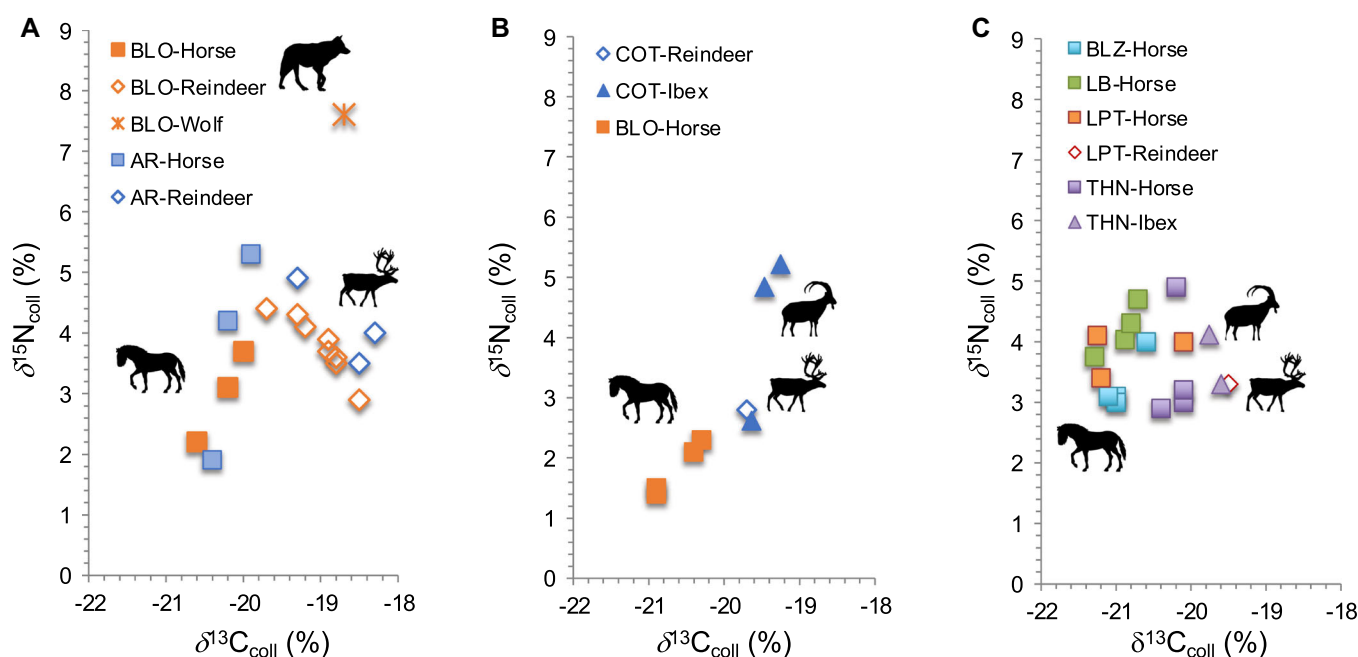 A
BLO-Horse
BLO-Reindeer
BLO-Wolf
AR-Horse
AR-Reindeer
9
8
7
6
5
4
3
2
1
0
δ¹⁵Ncoll (%)
-22 -21 -20 -19 -18
δ¹³Ccoll (%)
B
COT-Reindeer
COT-Ibex
BLO-Horse
9
8
7
6
5
4
3
2
1
0
δ¹⁵Ncoll (%)
-22 -21 -20 -19 -18
δ¹³Ccoll (%)
C
BLZ-Horse
LB-Horse
LPT-Horse
LPT-Reindeer
THN-Horse
THN-Ibex
9
8
7
6
5
4
3
2
1
0
δ¹⁵Ncoll (%)
-22 -21 -20 -19 -18
δ¹³Ccoll (%)